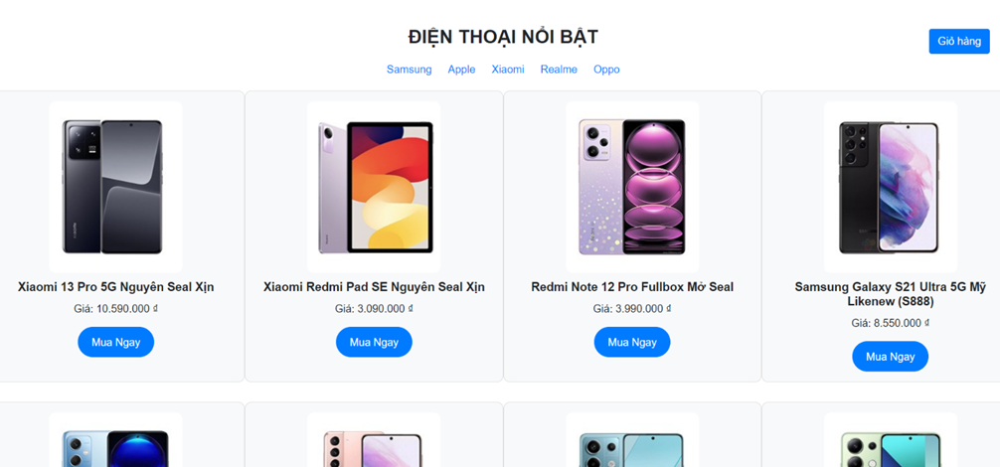 ĐIỆN THOẠI NỔI BẬT
Giỏ hàng
Samsung Apple Xiaomi Realme Oppo
Xiaomi 13 Pro 5G Nguyên Seal Xịn
Giá: 10.590.000 ₫
Mua Ngay
Xiaomi Redmi Pad SE Nguyên Seal Xịn
Giá: 3.090.000 ₫
Mua Ngay
Redmi Note 12 Pro Fullbox Mở Seal
Giá: 3.990.000 ₫
Mua Ngay
Samsung Galaxy S21 Ultra 5G Mỹ
Likenew (S888)
Giá: 8.550.000 ₫
Mua Ngay